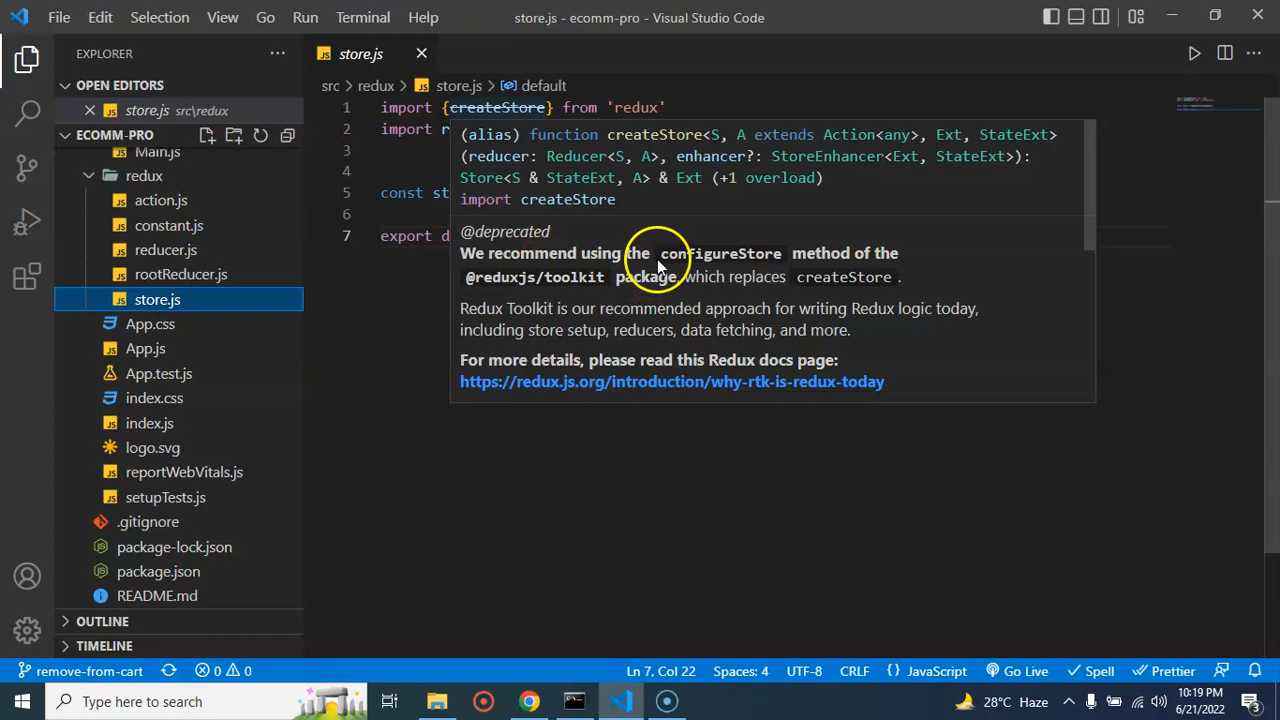 File Edit Selection View Go Run Terminal Help
store.js - ecomm-pro - Visual Studio Code
EXPLORER
OPEN EDITORS
store.js src\redux
ECOMM-PRO
Main.js
redux
action.js
constant.js
reducer.js
rootReducer.js
store.js
App.css
App.js
App.test.js
index.css
index.js
logo.svg
reportWebVitals.js
setupTests.js
.gitignore
package-lock.json
package.json
README.md
OUTLINE
TIMELINE
store.js
src > redux > store.js > default
1 import {createStore} from 'redux'
2 import r
3
4
5 const st
6
7 export d
(alias) function createStore<S, A extends Action<any>, Ext, StateExt>
(reducer: Reducer<S, A>, enhancer?: StoreEnhancer<Ext, StateExt>):
Store<S & StateExt, A> & Ext (+1 overload)
import createStore
@deprecated
We recommend using the configureStore method of the
@reduxjs/toolkit package, which replaces createStore.
Redux Toolkit is our recommended approach for writing Redux logic today,
including store setup, reducers, data fetching, and more.
For more details, please read this Redux docs page:
https://redux.js.org/introduction/why-rtk-is-redux-today
remove-from-cart 0 0 Ln 7, Col 22 Spaces: 4 UTF-8 CRLF JavaScript Go Live Spell Prettier
Type here to search
28°C Haze
10:19 PM
6/21/2022
3